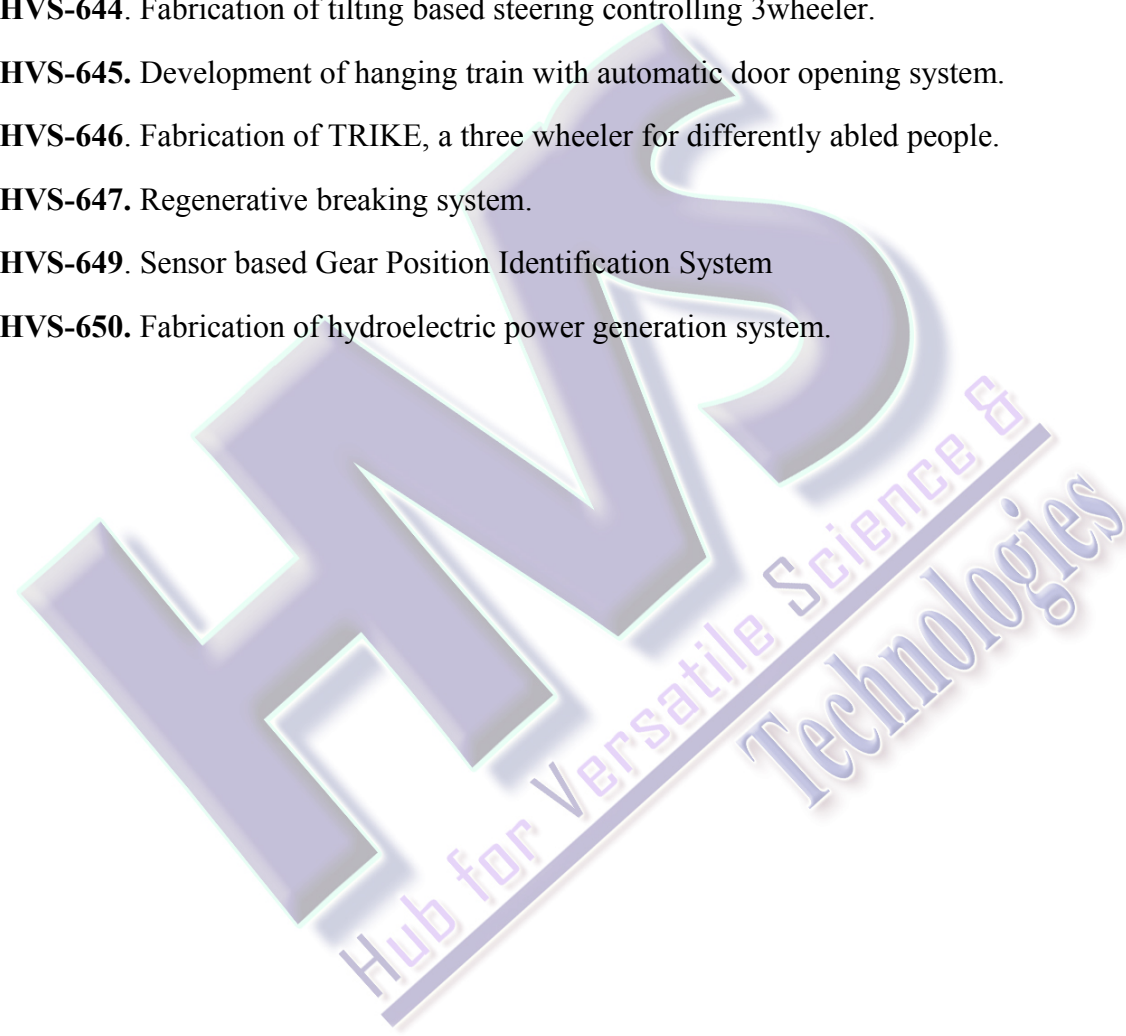 HVS-644. Fabrication of tilting based steering controlling 3wheeler.
HVS-645. Development of hanging train with automatic door opening system.
HVS-646. Fabrication of TRIKE, a three wheeler for differently abled people.
HVS-647. Regenerative breaking system.
HVS-649. Sensor based Gear Position Identification System
HVS-650. Fabrication of hydroelectric power generation system.
HVS
Hub for Versatile Science &
Technologies